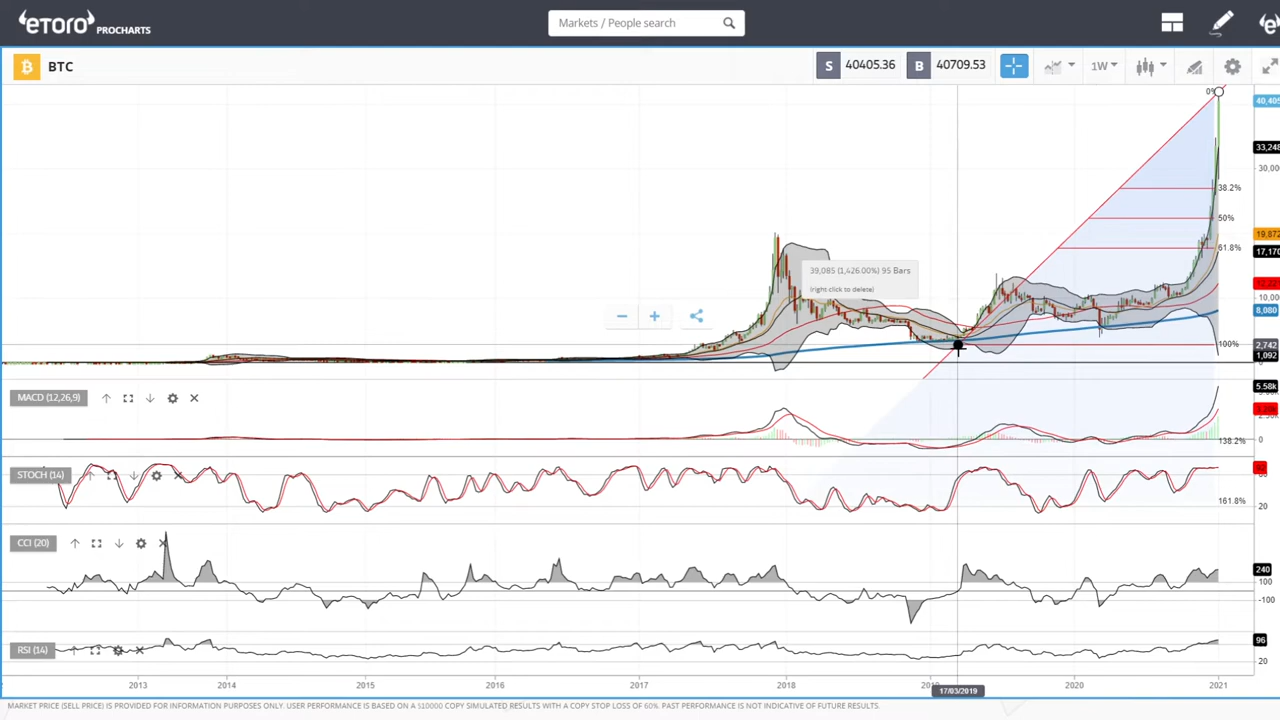 eToro PROCHARTS
Markets / People search
BTC
S 40405.36 B 40709.53
1W
0%
40,405
33,248
30,000
38.2%
50%
19,872
61.8%
17,170
39,085 (1,426.00%) 95 Bars
(right click to delete)
10,000
8,080
100%
2,742
1,092
MACD (12,26,9)
5.58k
0
138.2%
STOCH (14)
161.8%
20
CCI (20)
240
100
-100
RSI (14)
96
20
2013 2014 2015 2016 2017 2018 2020 2021
17/03/2019
MARKET PRICE (SELL PRICE) IS PROVIDED FOR INFORMATION PURPOSES ONLY. USER PERFORMANCE IS BASED ON A $10000 COPY SIMULATED RESULTS WITH A COPY STOP LOSS OF 60%. PAST PERFORMANCE IS NOT INDICATIVE OF FUTURE RESULTS.